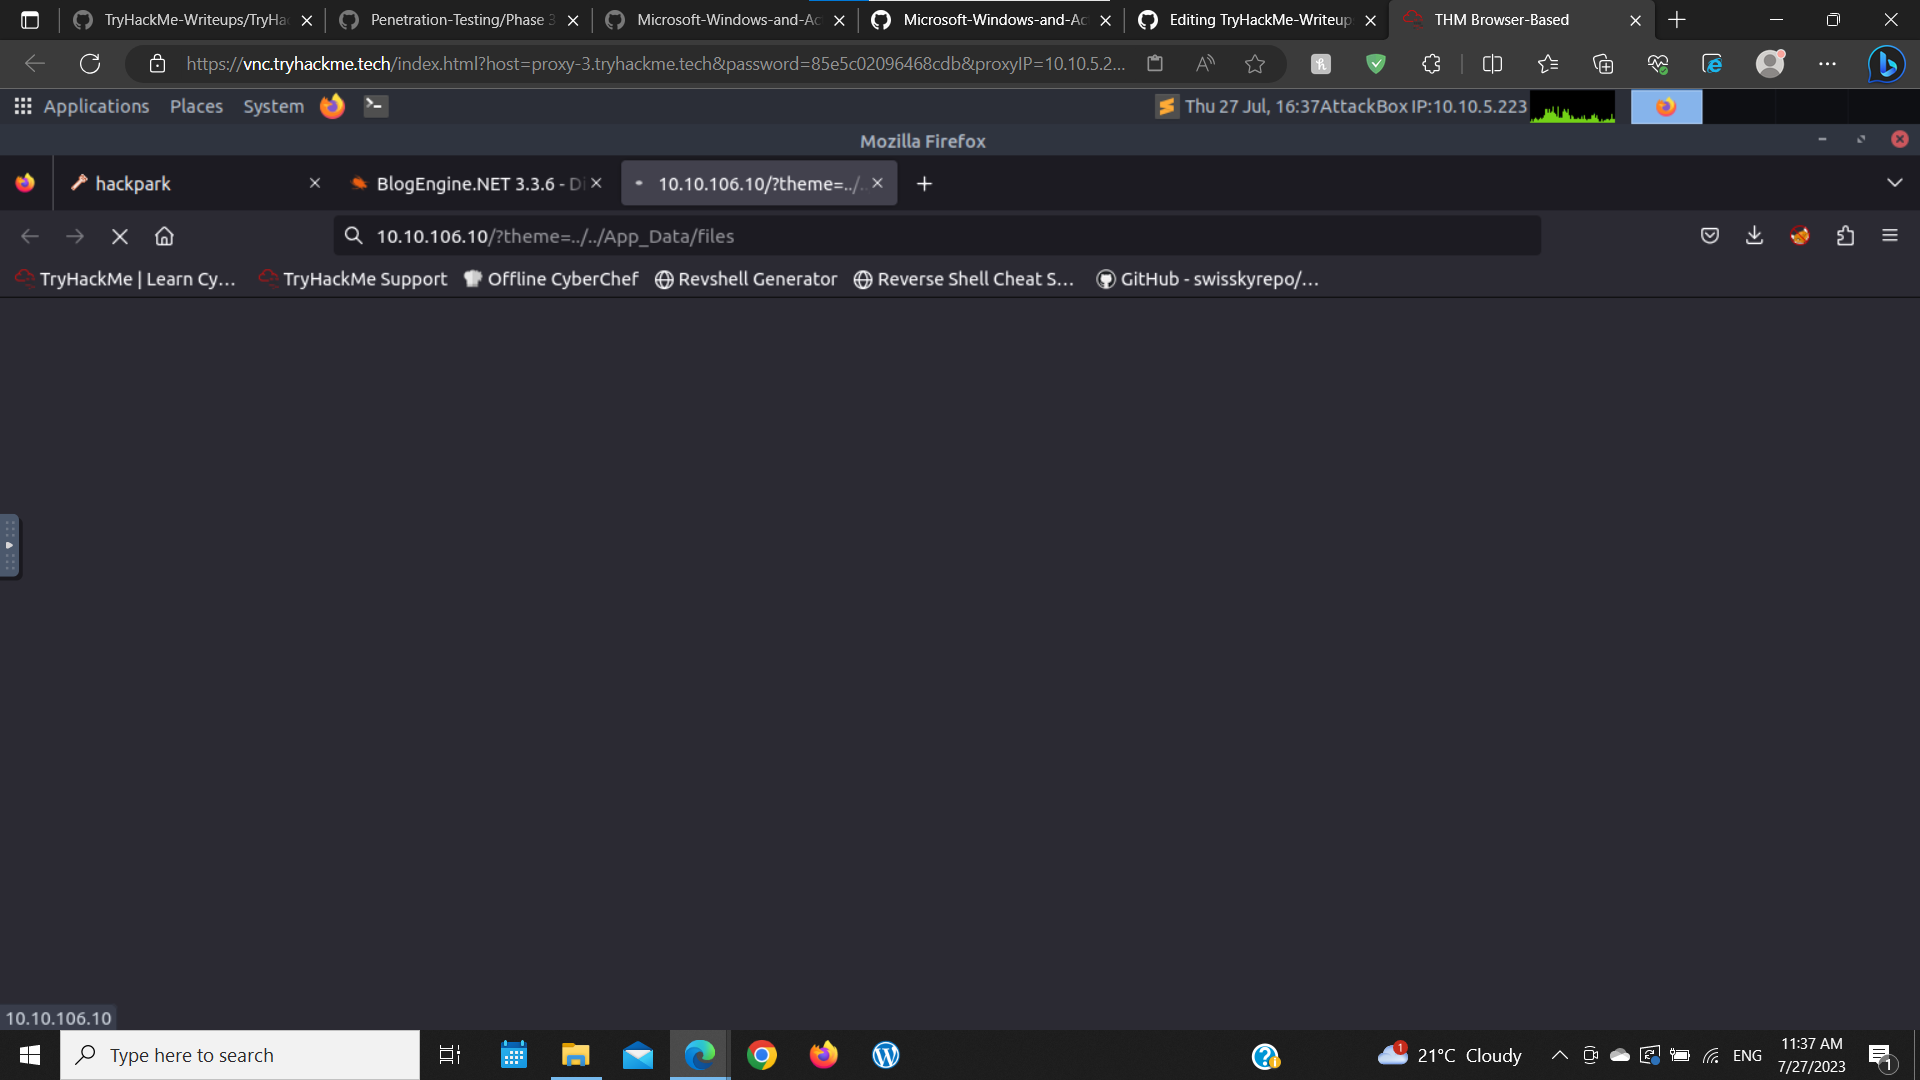 TryHackMe-Writeups/TryHa
Penetration-Testing/Phase 3
Microsoft-Windows-and-Ac
Microsoft-Windows-and-Ac
Editing TryHackMe-Writeup
THM Browser-Based
https://vnc.tryhackme.tech/index.html?host=proxy-3.tryhackme.tech&password=85e5c02096468cdb&proxyIP=10.10.5.2...
Applications Places System
Thu 27 Jul, 16:37 AttackBox IP:10.10.5.223
Mozilla Firefox
hackpark
BlogEngine.NET 3.3.6 - Di
10.10.106.10/?theme=../.
10.10.106.10/?theme=../../App_Data/files
TryHackMe | Learn Cy...
TryHackMe Support
Offline CyberChef
Revshell Generator
Reverse Shell Cheat S...
GitHub - swisskyrepo/...
10.10.106.10
Type here to search
1
21°C Cloudy
ENG
11:37 AM
7/27/2023
1